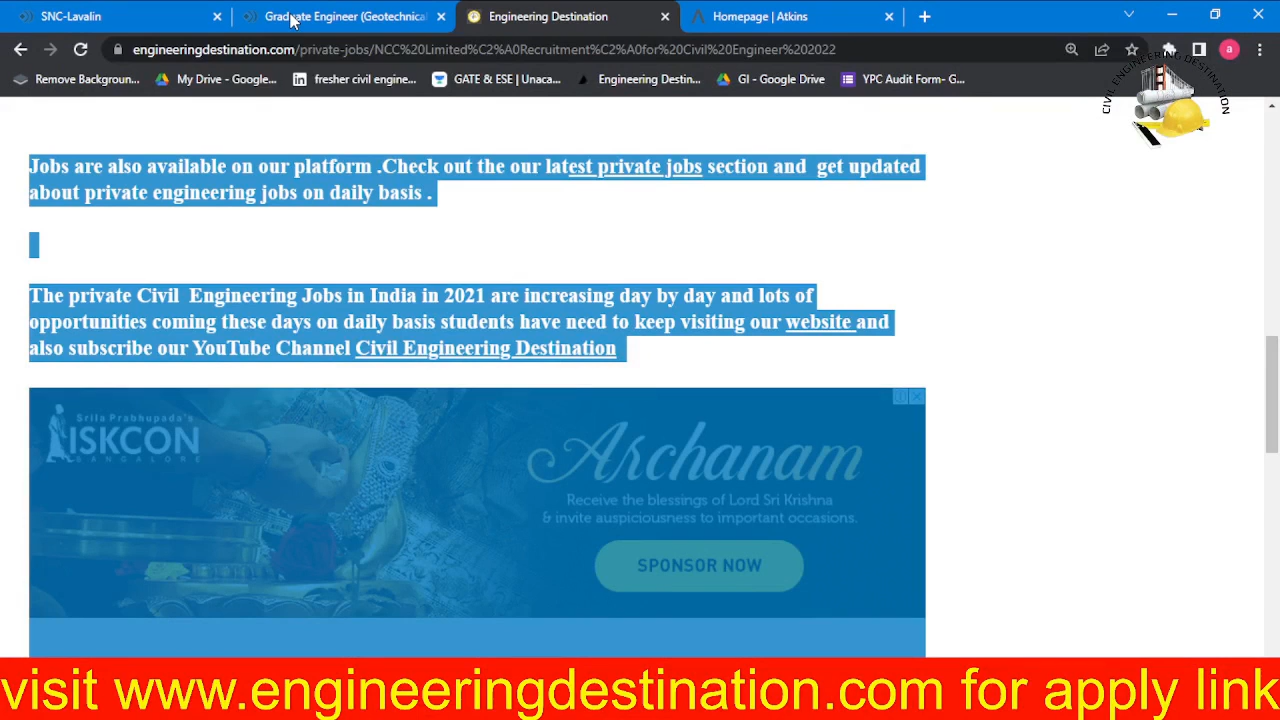 SNC-Lavalin
Graduate Engineer (Geotechnical
Engineering Destination
Homepage | Atkins
engineeringdestination.com/private-jobs/NCC%20Limited%C2%A0Recruitment%C2%A0for%20Civil%20Engineer%202022
a
Remove Backgroun...
My Drive - Google...
fresher civil engine...
GATE & ESE | Unaca...
Engineering Destin...
GI - Google Drive
YPC Audit Form- G...
CIVIL ENGINEERING DESTINATION
Jobs are also available on our platform .Check out the our latest private jobs section and  get updated
about private engineering jobs on daily basis .
The private Civil  Engineering Jobs in India in 2021 are increasing day by day and lots of
opportunities coming these days on daily basis students have need to keep visiting our website and
also subscribe our YouTube Channel Civil Engineering Destination
Srila Prabhupada's
ISKCON
BANGALORE
Archanam
Receive the blessings of Lord Sri Krishna
& invite auspiciousness to important occasions.
SPONSOR NOW
visit www.engineeringdestination.com for apply link